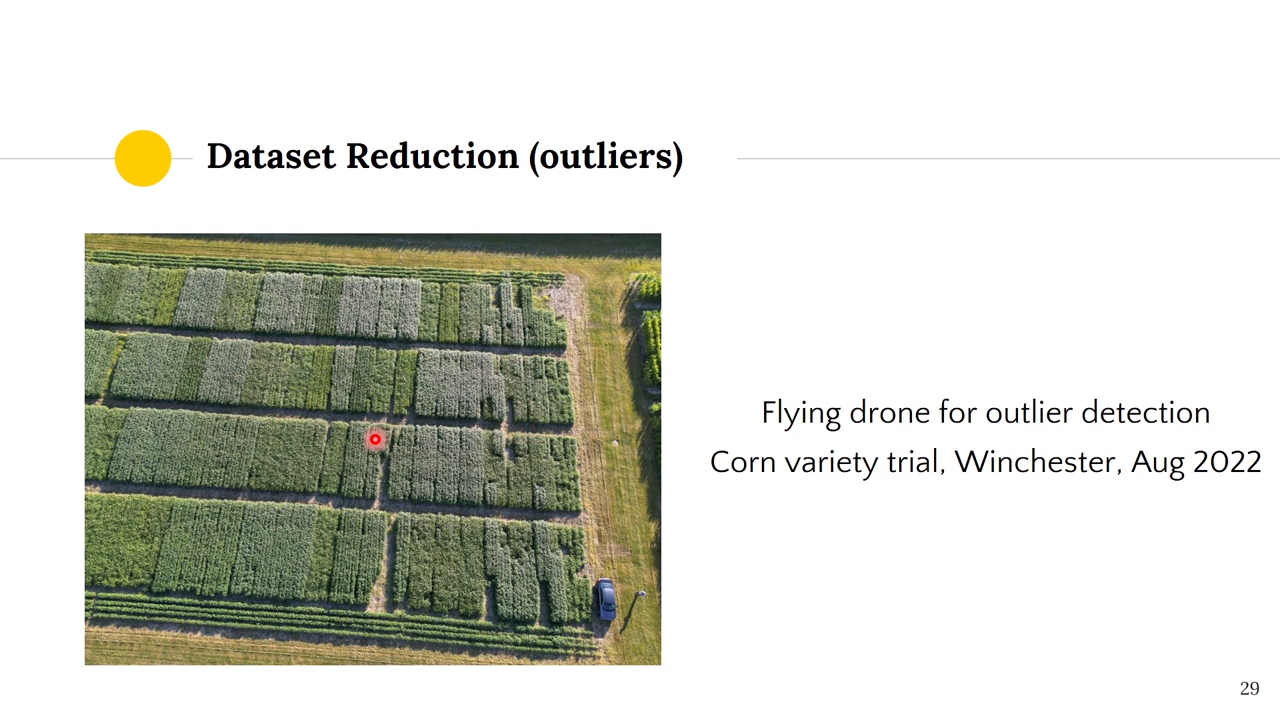 Dataset Reduction (outliers)
Flying drone for outlier detection
Corn variety trial, Winchester, Aug 2022
29